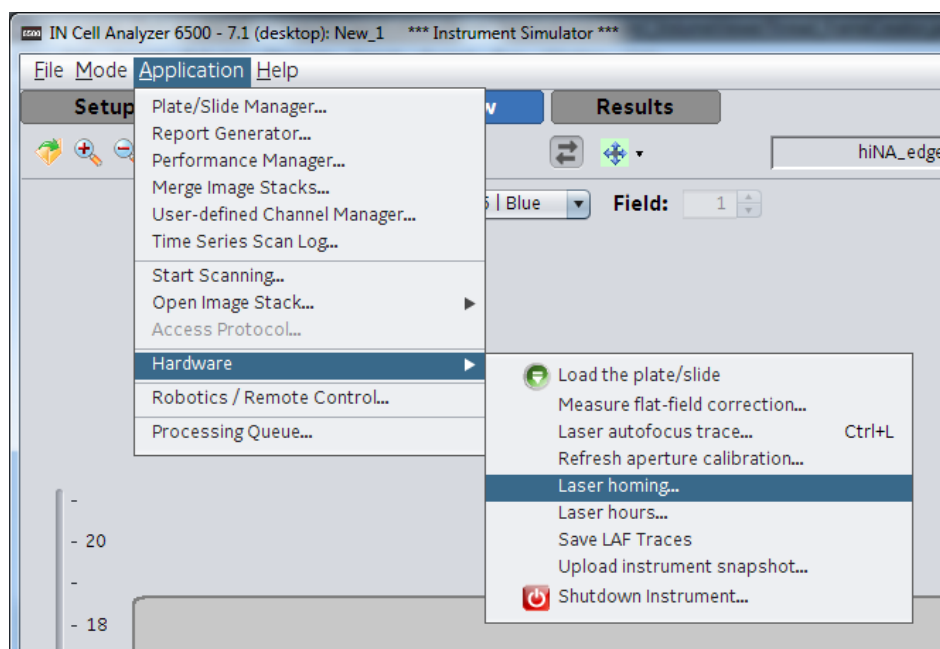 6500 IN Cell Analyzer 6500 - 7.1 (desktop): New_1 *** Instrument Simulator ***
File Mode Application Help
Setup
Results
Plate/Slide Manager...
Report Generator...
Performance Manager...
Merge Image Stacks...
User-defined Channel Manager...
Time Series Scan Log...
Start Scanning...
Open Image Stack...
Access Protocol...
Hardware
Robotics / Remote Control...
Processing Queue...
hiNA_edge
| Blue
Field: 1
Load the plate/slide
Measure flat-field correction...
Laser autofocus trace... Ctrl+L
Refresh aperture calibration...
Laser homing...
Laser hours...
Save LAF Traces
Upload instrument snapshot...
Shutdown Instrument...
-
- 20
-
- 18